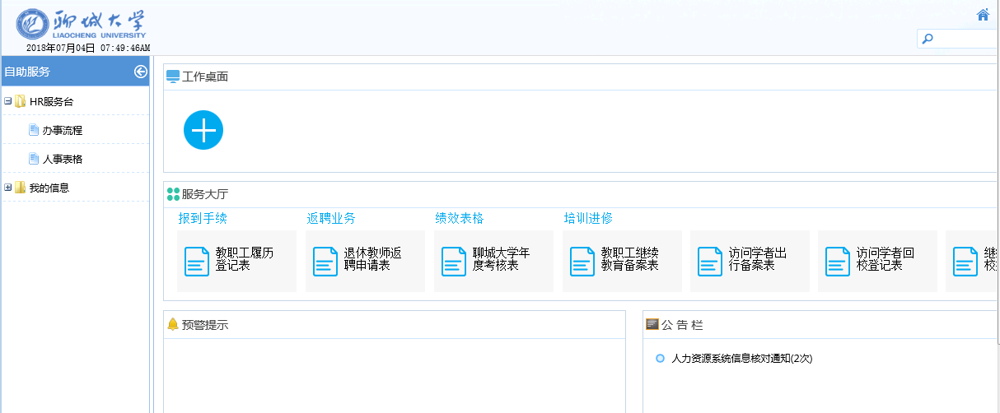 聊城大学
LIAOCHENG UNIVERSITY
2018年07月04日 07:49:46AM
自助服务
HR服务台
办事流程
人事表格
我的信息
工作桌面
服务大厅
报到手续
返聘业务
绩效表格
培训进修
教职工履历
登记表
退休教师返
聘申请表
聊城大学年
度考核表
教职工继续
教育备案表
访问学者出
行备案表
访问学者回
校登记表
预警提示
公 告 栏
人力资源系统信息核对通知(2次)